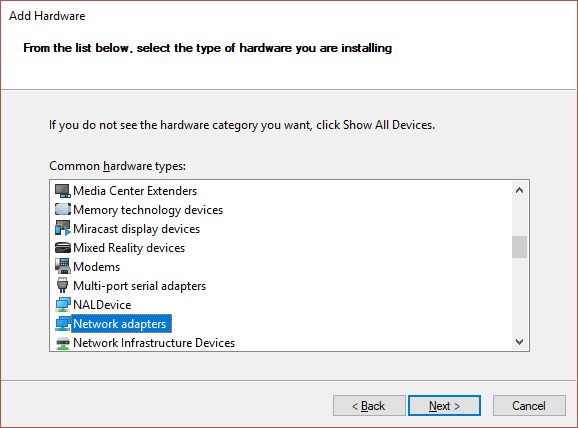 Add Hardware
From the list below, select the type of hardware you are installing
If you do not see the hardware category you want, click Show All Devices.
Common hardware types:
Media Center Extenders
Memory technology devices
Miracast display devices
Mixed Reality devices
Modems
Multi-port serial adapters
NALDevice
Network adapters
Network Infrastructure Devices
< Back
Next >
Cancel